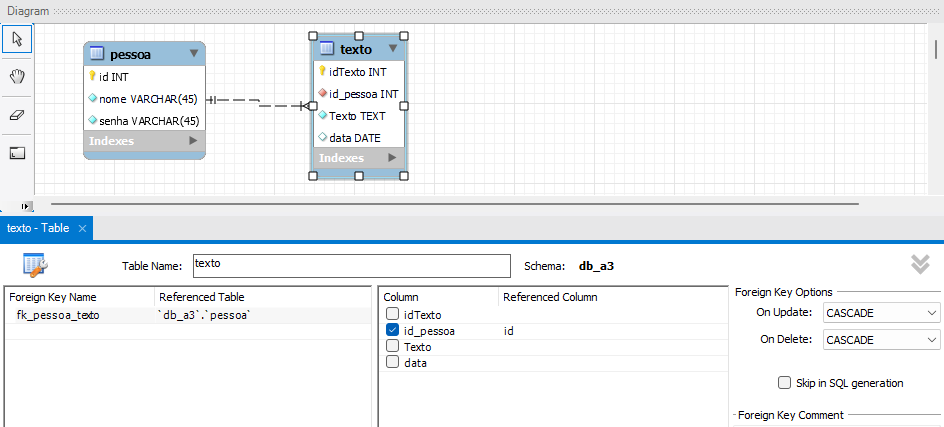 Diagram
pessoa
id INT
nome VARCHAR(45)
senha VARCHAR(45)
Indexes
texto
idTexto INT
id_pessoa INT
Texto TEXT
data DATE
Indexes
texto - Table ×
Table Name: texto Schema: db_a3
Foreign Key Name Referenced Table
fk_pessoa_texto `db_a3`.`pessoa`
Column Referenced Column
idTexto
id_pessoa id
Texto
data
Foreign Key Options
On Update: CASCADE
On Delete: CASCADE
Skip in SQL generation
Foreign Key Comment